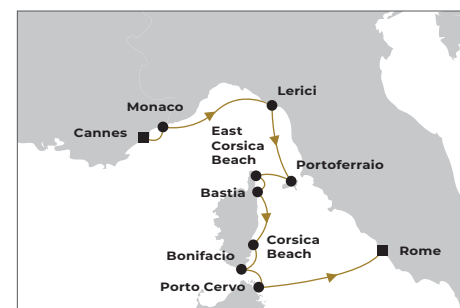 Lerici
Monaco
Cannes
East
Corsica
Beach
Portoferraio
Bastia
Corsica
Beach
Rome
Bonifacio
Porto Cervo